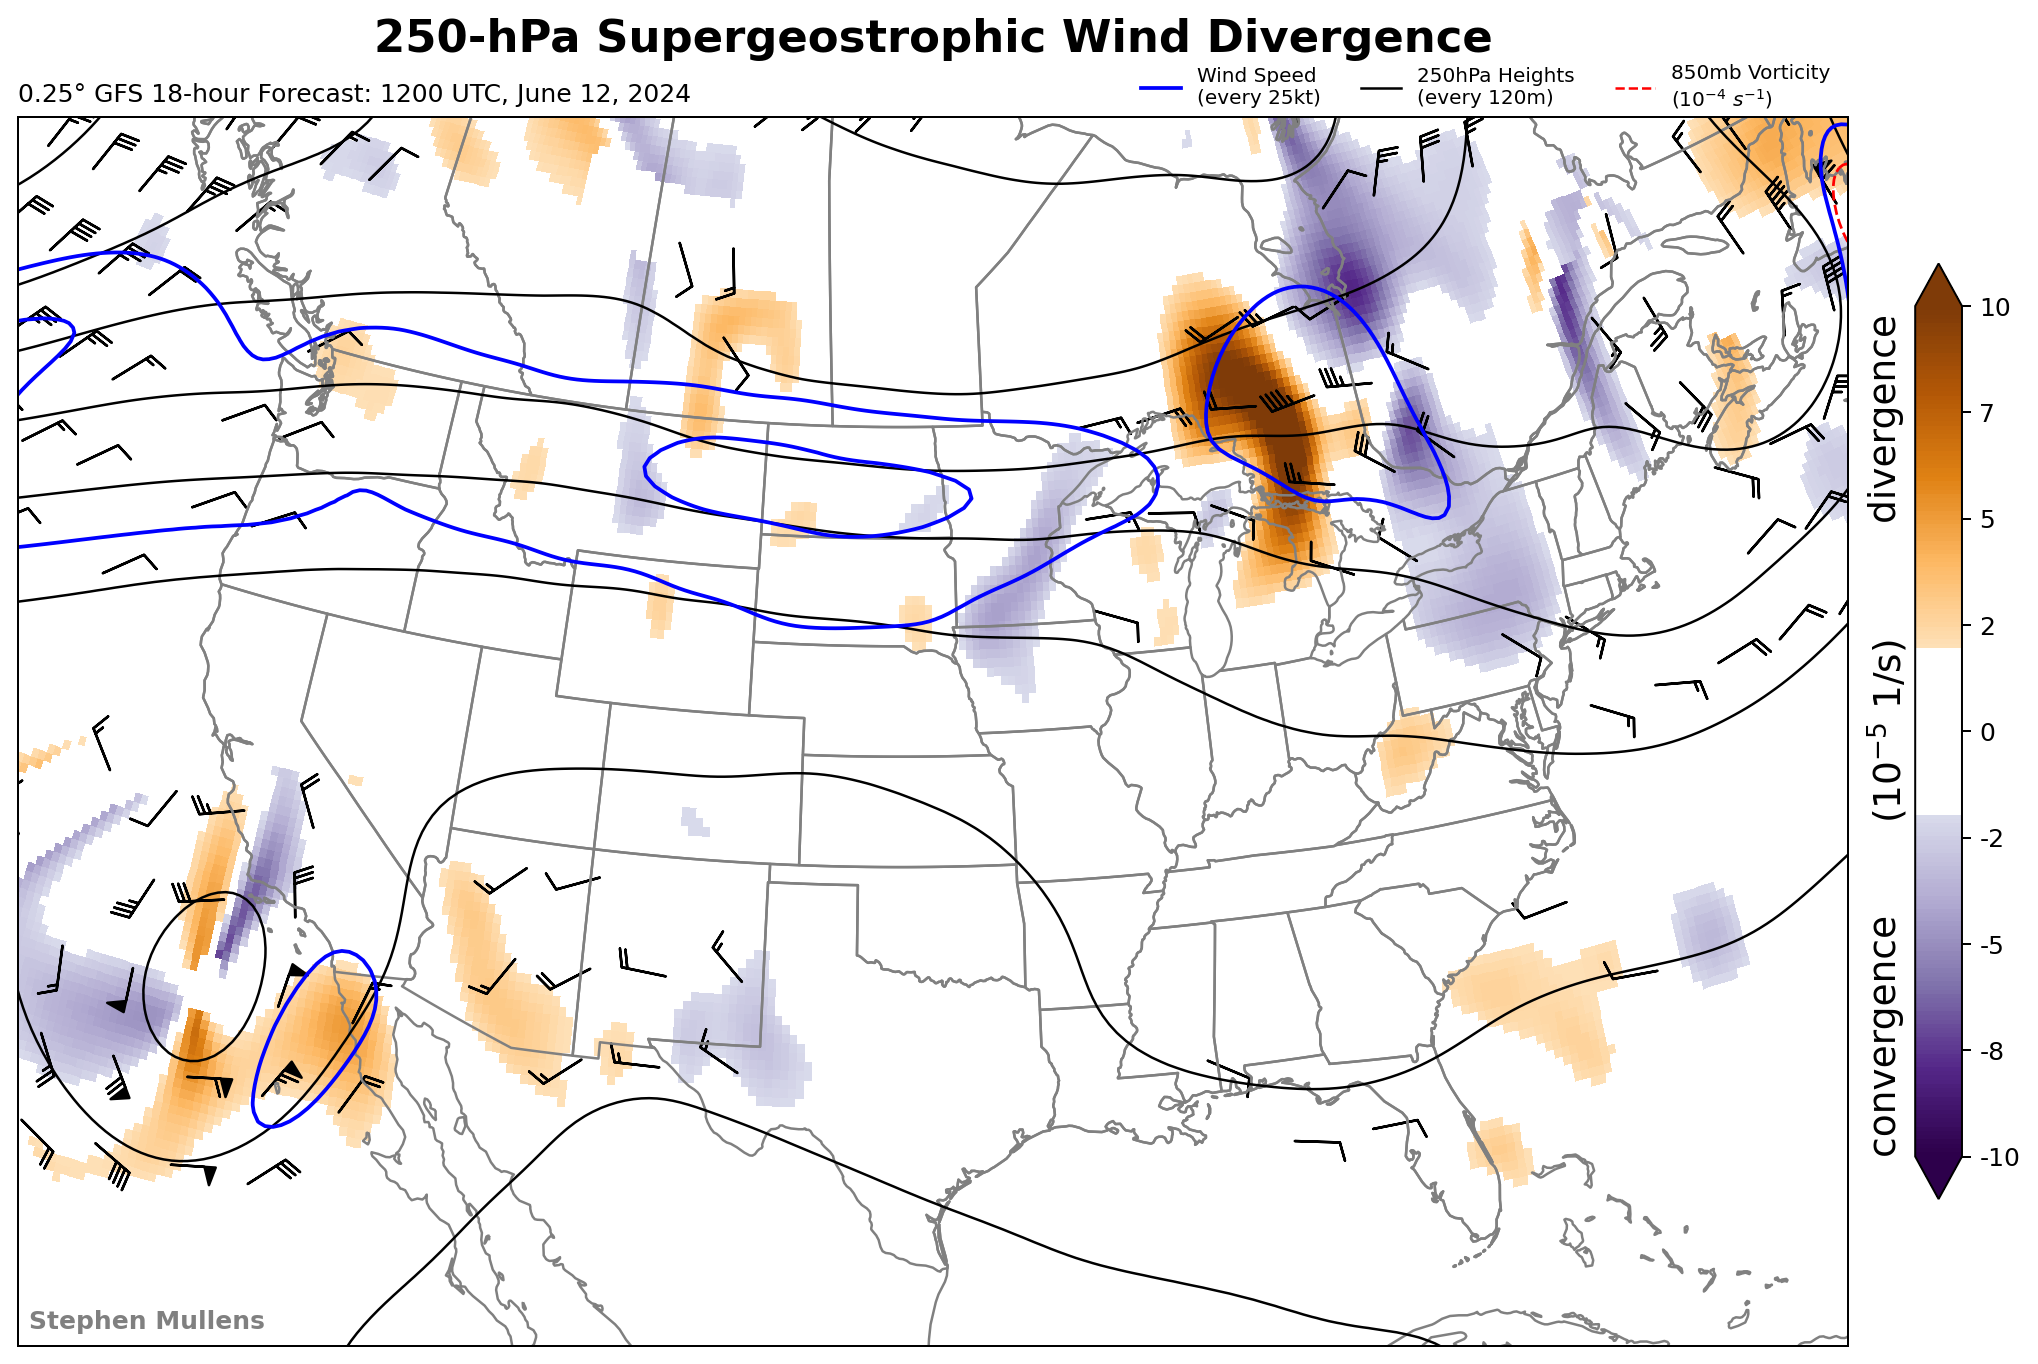 250-hPa Supergeostrophic Wind Divergence
0.25° GFS 18-hour Forecast: 1200 UTC, June 12, 2024
Wind Speed
(every 25kt)
250hPa Heights
(every 120m)
850mb Vorticity
(10⁻⁴ s⁻¹)
10
7
5
2
0
-2
-5
-8
-10
convergence (10⁻⁵ 1/s) divergence
Stephen Mullens